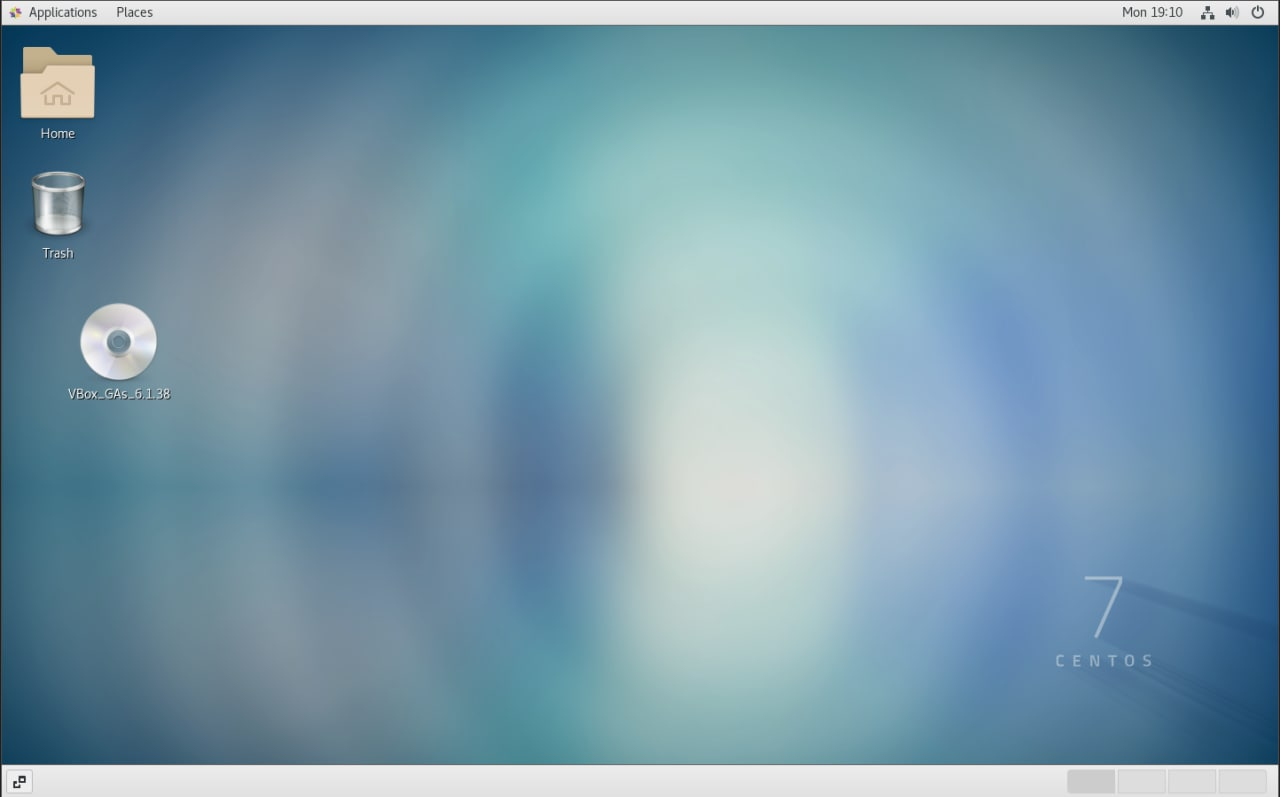 Applications Places Mon 19:10
Home
Trash
VBox_GAs_6.1.38
7
CENTOS